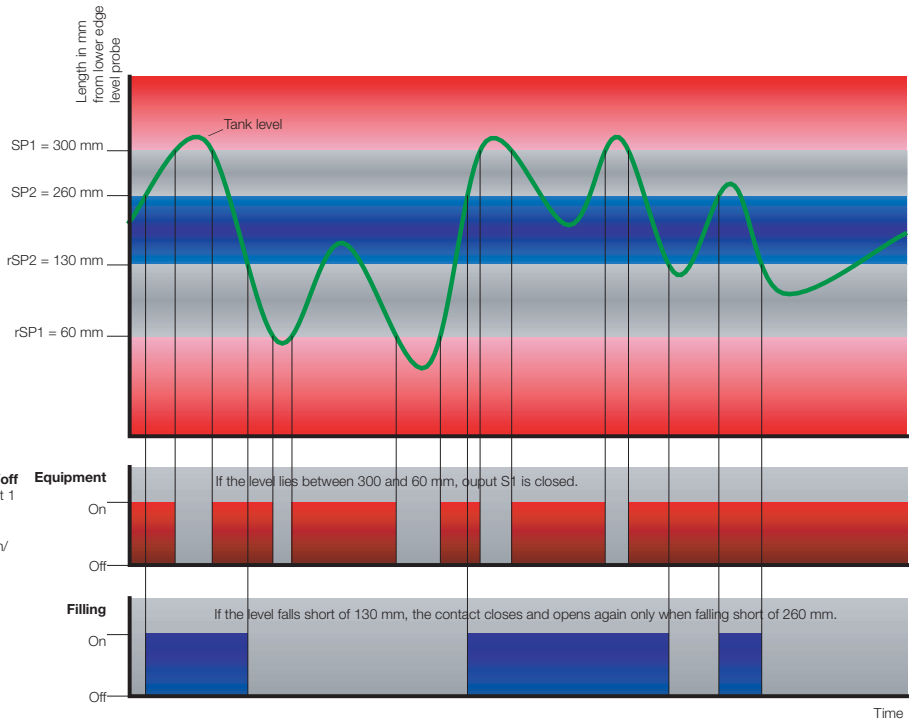 Length in mm
from lower edge
level probe
Tank level
SP1 = 300 mm
SP2 = 260 mm
rSP2 = 130 mm
rSP1 = 60 mm
off
t 1
n/
Equipment
If the level lies between 300 and 60 mm, ouput S1 is closed.
On
Off
Filling
If the level falls short of 130 mm, the contact closes and opens again only when falling short of 260 mm.
On
Off
Time